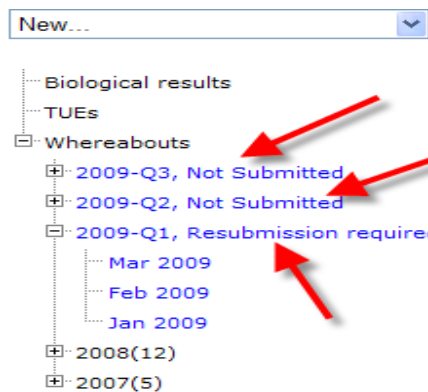 New...
Biological results
TUEs
Whereabouts
2009-Q3, Not Submitted
2009-Q2, Not Submitted
2009-Q1, Resubmission require
Mar 2009
Feb 2009
Jan 2009
2008(12)
2007(5)